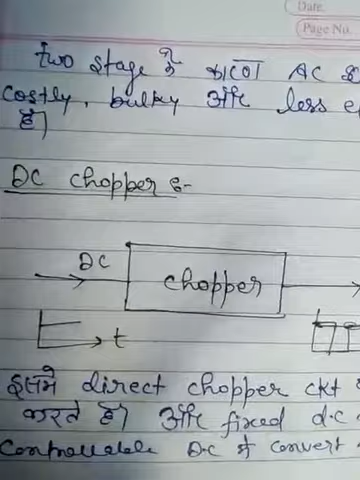 Date
Page No.
two stage के कारण AC
costly, bulky और less
है।
DC chopper :-
DC
chopper
t
इसमे direct chopper ckt
करते है। और fixed d.c
controllable D.C में convert